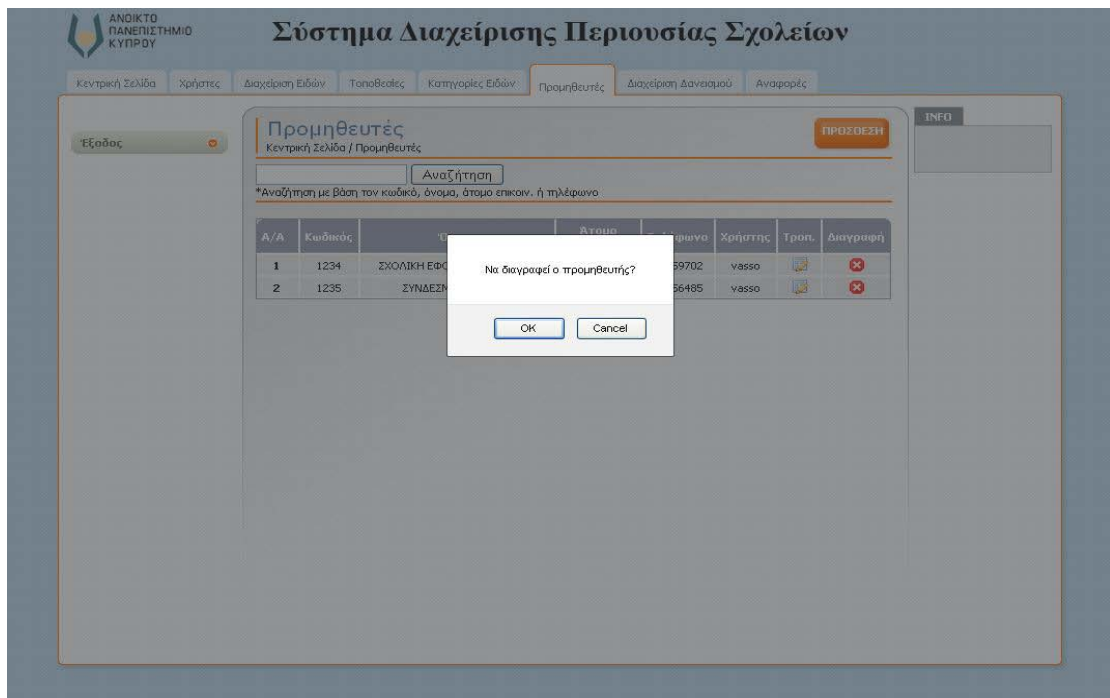 ΑΝΟΙΚΤΟ
ΠΑΝΕΠΙΣΤΗΜΙΟ
ΚΥΠΡΟΥ
Σύστημα Διαχείρισης Περιουσίας Σχολείων
Κεντρική Σελίδα Χρήστες Διαχείριση Ειδών Τοποθεσίες Κατηγορίες Ειδών Προμηθευτές Διαχείριση Δανεισμού Αναφορές
Έξοδος
Προμηθευτές
Κεντρική Σελίδα / Προμηθευτές
ΠΡΟΣΘΕΣΗ
INFO
Αναζήτηση
*Αναζήτηση με βάση τον κωδικό, όνομα, άτομο επικοιν. ή τηλέφωνο
Α/Α Κωδικός Άτομο Χρήστης Τροπ. Διαγραφή
1 1234 ΣΧΟΛΙΚΗ 59702 vasso
2 1235 56485 vasso
Να διαγραφεί ο προμηθευτής?
OK Cancel